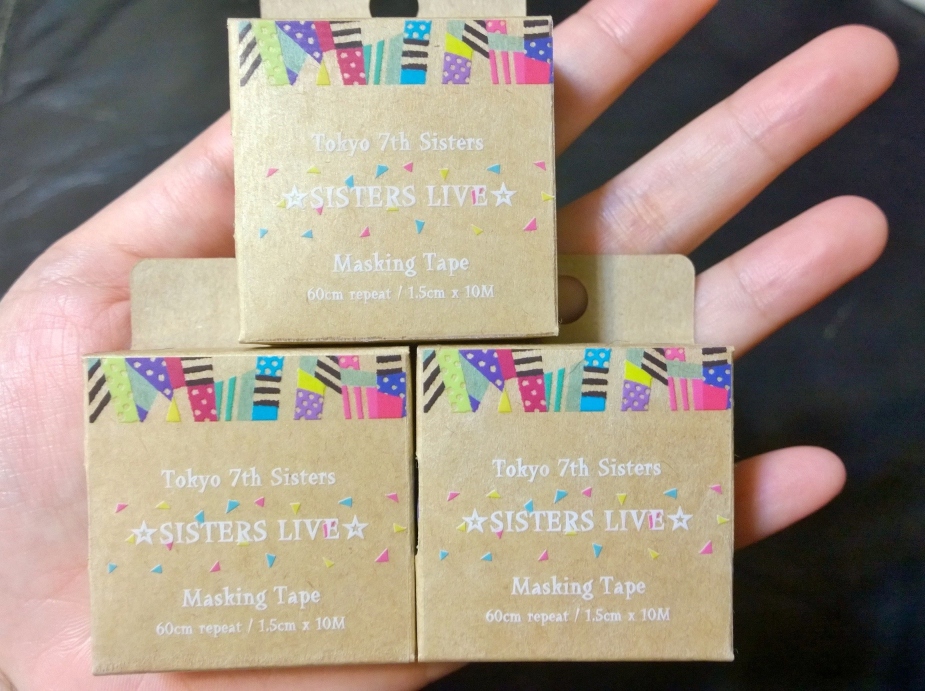 Tokyo 7th Sisters
☆SISTERS LIVE☆
Masking Tape
60cm repeat / 1.5cm x 10M
Tokyo 7th Sisters
☆SISTERS LIVE☆
Masking Tape
60cm repeat / 1.5cm x 10M
Tokyo 7th Sisters
☆SISTERS LIVE☆
Masking Tape
60cm repeat / 1.5cm x 10M